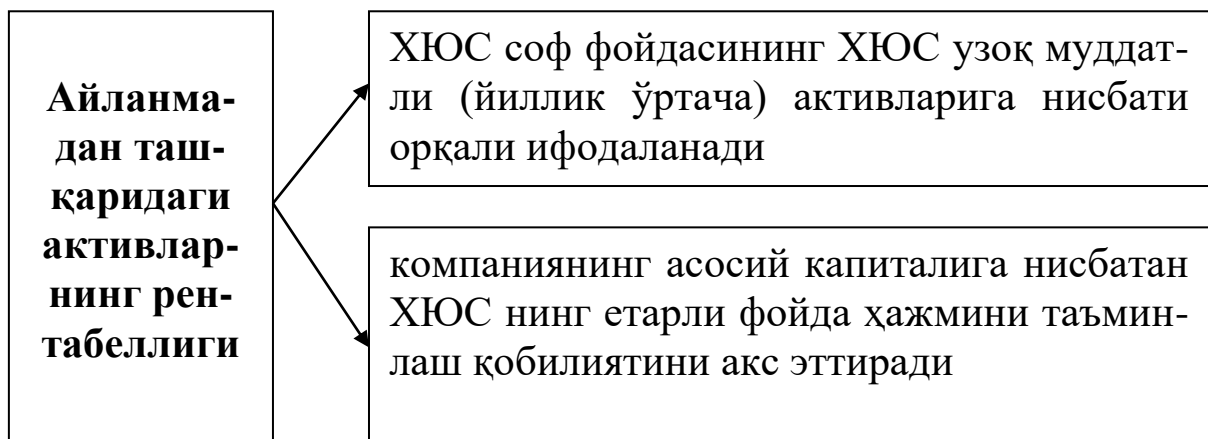 Айланма-
дан таш-
қаридаги
активлар-
нинг рен-
табеллиги
ХЮС соф фойдасининг ХЮС узоқ муддат-
ли (йиллик ўртача) активларига нисбати
орқали ифодаланади
компаниянинг асосий капиталига нисбатан
ХЮС нинг етарли фойда ҳажмини таъмин-
лаш қобилиятини акс эттиради